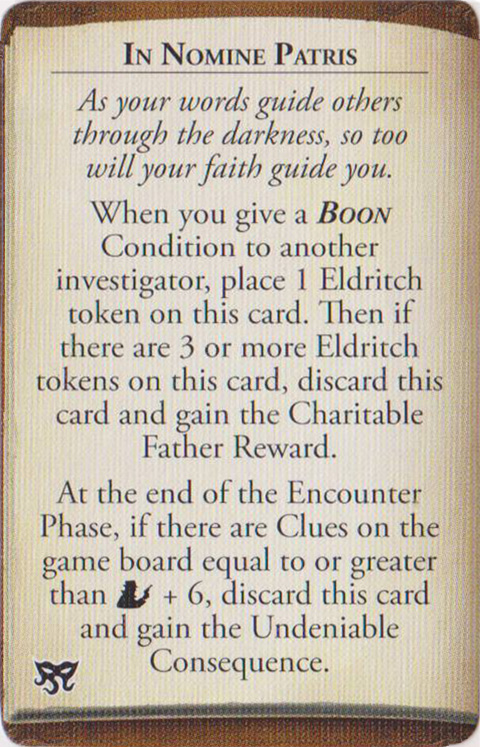 IN NOMINE PATRIS
As your words guide others
through the darkness, so too
will your faith guide you.
When you give a BOON
Condition to another
investigator, place 1 Eldritch
token on this card. Then if
there are 3 or more Eldritch
tokens on this card, discard this
card and gain the Charitable
Father Reward.
At the end of the Encounter
Phase, if there are Clues on the
game board equal to or greater
than + 6, discard this card
and gain the Undeniable
Consequence.